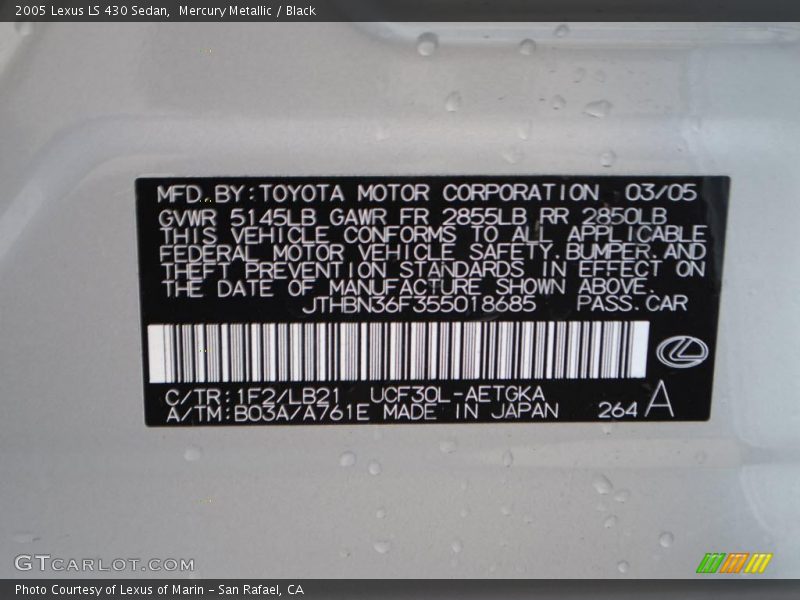 2005 Lexus LS 430 Sedan, Mercury Metallic / Black
MFD. BY: TOYOTA MOTOR CORPORATION 03/05
GVWR 5145LB GAWR FR 2855LB RR 2850LB
THIS VEHICLE CONFORMS TO ALL APPLICABLE
FEDERAL MOTOR VEHICLE SAFETY, BUMPER, AND
THEFT PREVENTION STANDARDS IN EFFECT ON
THE DATE OF MANUFACTURE SHOWN ABOVE.
JTHBN36F355018685 PASS. CAR
C/TR: 1F2/LB21 UCF30L-AETGKA
A/TM: B03A/A761E MADE IN JAPAN 264 A
GTCARLOT.COM
Photo Courtesy of Lexus of Marin - San Rafael, CA